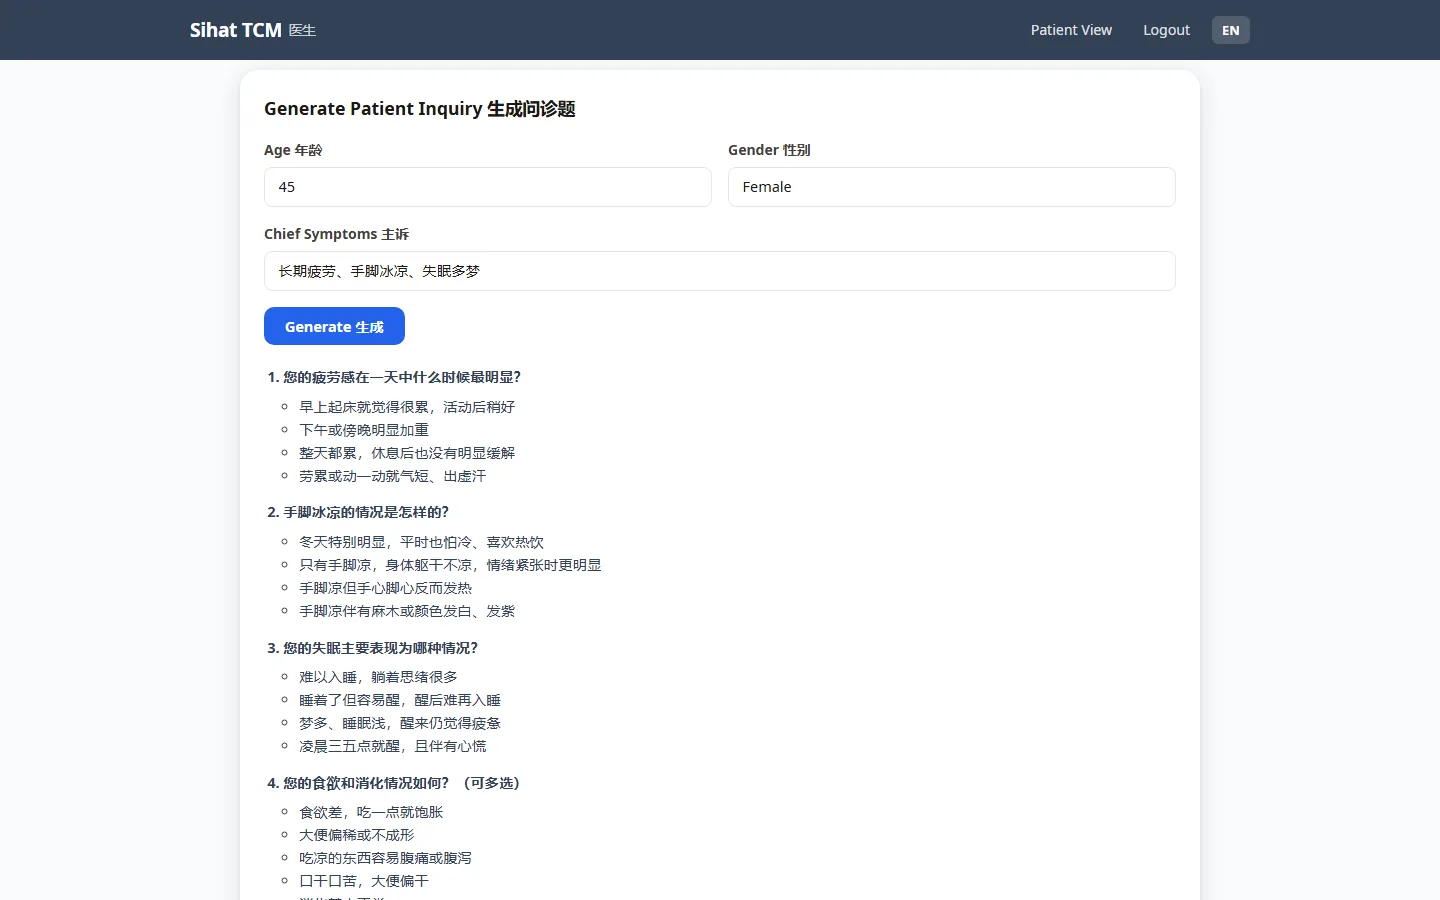 Sihat TCM 医生
Patient View
Logout
EN
Generate Patient Inquiry 生成问诊题
Age 年龄
Gender 性别
45
Female
Chief Symptoms 主诉
长期疲劳、手脚冰凉、失眠多梦
Generate 生成
1. 您的疲劳感在一天中什么时候最明显？
早上起床就觉得很累，活动后稍好
下午或傍晚明显加重
整天都累，休息后也没有明显缓解
劳累或动一动就气短、出虚汗
2. 手脚冰凉的情况是怎样的？
冬天特别明显，平时也怕冷、喜欢热饮
只有手脚凉，身体躯干不凉，情绪紧张时更明显
手脚凉但手心脚心反而发热
手脚凉伴有麻木或颜色发白、发紫
3. 您的失眠主要表现为哪种情况？
难以入睡，躺着思绪很多
睡着了但容易醒，醒后难再入睡
梦多、睡眠浅，醒来仍觉得疲惫
凌晨三五点就醒，且伴有心慌
4. 您的食欲和消化情况如何？（可多选）
食欲差，吃一点就饱胀
大便偏稀或不成形
吃凉的东西容易腹痛或腹泻
口干口苦，大便偏干